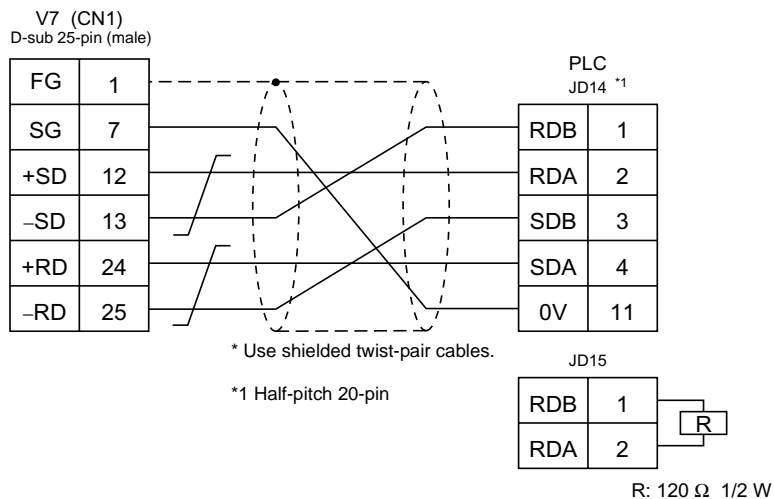 V7 (CN1)
D-sub 25-pin (male)
FG 1
SG 7
+SD 12
−SD 13
+RD 24
−RD 25
PLC
JD14 *1
RDB 1
RDA 2
SDB 3
SDA 4
0V 11
* Use shielded twist-pair cables.
*1 Half-pitch 20-pin
JD15
RDB 1
RDA 2
R
R: 120 Ω 1/2 W